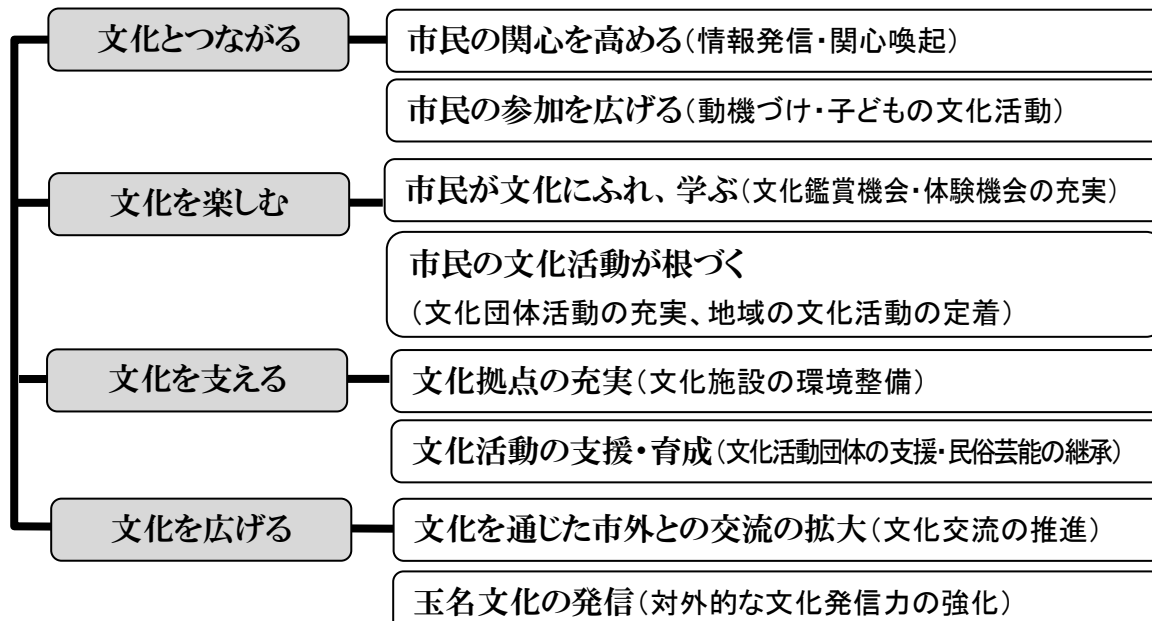 文化とつながる
市民の関心を高める(情報発信・関心喚起)
市民の参加を広げる(動機づけ・子どもの文化活動)
文化を楽しむ
市民が文化にふれ、学ぶ(文化鑑賞機会・体験機会の充実)
市民の文化活動が根づく
(文化団体活動の充実、地域の文化活動の定着)
文化を支える
文化拠点の充実(文化施設の環境整備)
文化活動の支援・育成(文化活動団体の支援・民俗芸能の継承)
文化を広げる
文化を通じた市外との交流の拡大(文化交流の推進)
玉名文化の発信(対外的な文化発信力の強化)